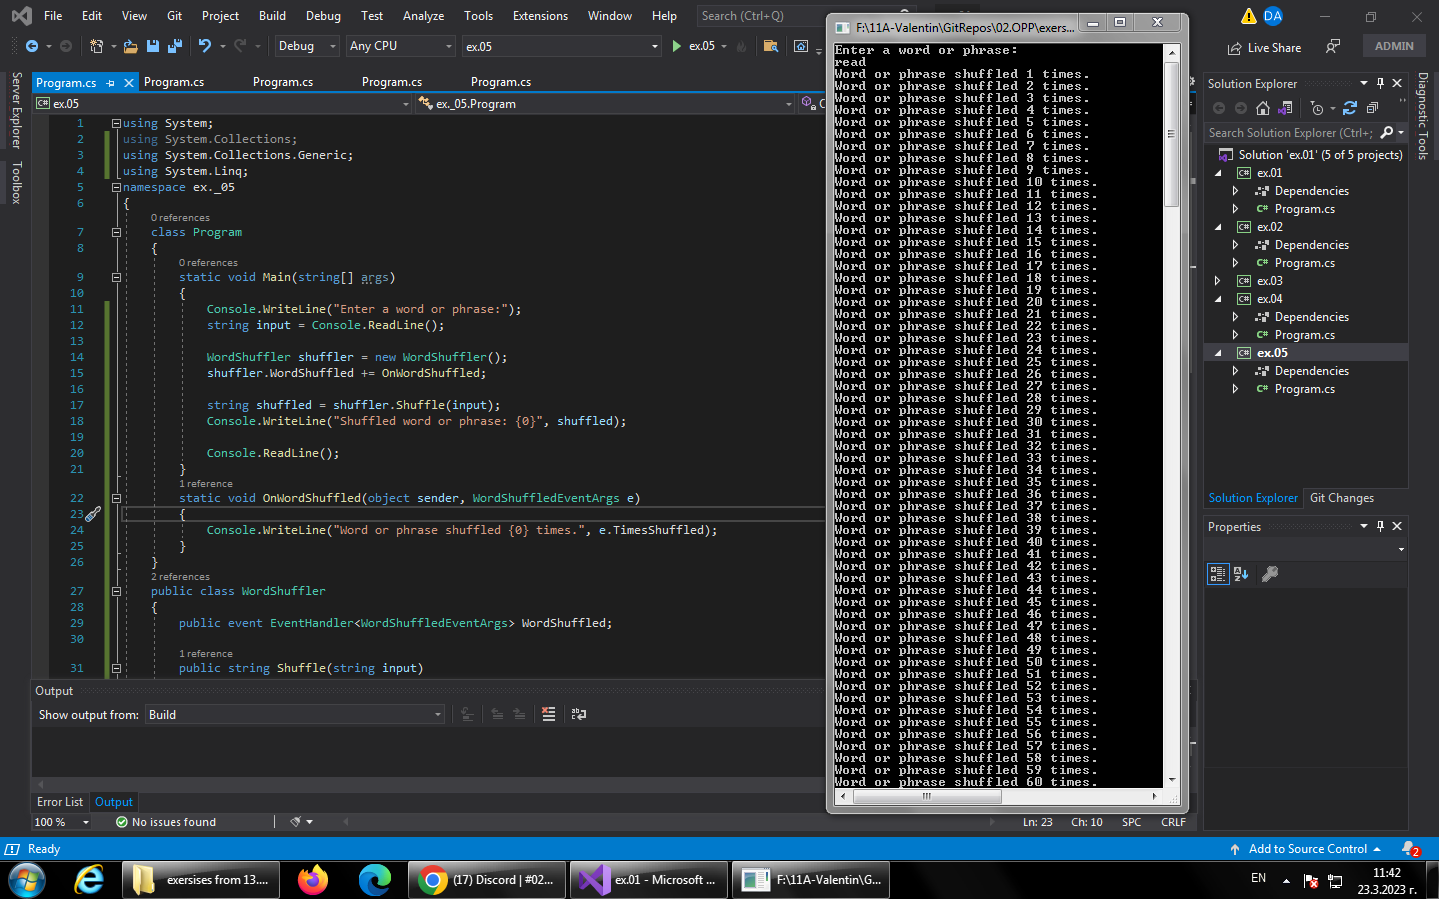 File Edit View Git Project Build Debug Test Analyze Tools Extensions Window Help Search (Ctrl+Q)
DA
Debug Any CPU ex.05 ex.05
Live Share ADMIN
Server Explorer
Toolbox
Program.cs Program.cs Program.cs Program.cs Program.cs
C# ex.05 ex._05.Program
1 using System;
2 using System.Collections;
3 using System.Collections.Generic;
4 using System.Linq;
5 namespace ex._05
6 {
0 references
7 class Program
8 {
0 references
9 static void Main(string[] args)
10 {
11 Console.WriteLine("Enter a word or phrase:");
12 string input = Console.ReadLine();
13
14 WordShuffler shuffler = new WordShuffler();
15 shuffler.WordShuffled += OnWordShuffled;
16
17 string shuffled = shuffler.Shuffle(input);
18 Console.WriteLine("Shuffled word or phrase: {0}", shuffled);
19
20 Console.ReadLine();
21 }
1 reference
22 static void OnWordShuffled(object sender, WordShuffledEventArgs e)
23 {
24 Console.WriteLine("Word or phrase shuffled {0} times.", e.TimesShuffled);
25 }
26 }
2 references
27 public class WordShuffler
28 {
29 public event EventHandler<WordShuffledEventArgs> WordShuffled;
30
1 reference
31 public string Shuffle(string input)
Output
Show output from: Build
Error List Output
100 % No issues found Ln: 23 Ch: 10 SPC CRLF
F:\11A-Valentin\GitRepos\02.OPP\exers...
Enter a word or phrase:
read
Word or phrase shuffled 1 times.
Word or phrase shuffled 2 times.
Word or phrase shuffled 3 times.
Word or phrase shuffled 4 times.
Word or phrase shuffled 5 times.
Word or phrase shuffled 6 times.
Word or phrase shuffled 7 times.
Word or phrase shuffled 8 times.
Word or phrase shuffled 9 times.
Word or phrase shuffled 10 times.
Word or phrase shuffled 11 times.
Word or phrase shuffled 12 times.
Word or phrase shuffled 13 times.
Word or phrase shuffled 14 times.
Word or phrase shuffled 15 times.
Word or phrase shuffled 16 times.
Word or phrase shuffled 17 times.
Word or phrase shuffled 18 times.
Word or phrase shuffled 19 times.
Word or phrase shuffled 20 times.
Word or phrase shuffled 21 times.
Word or phrase shuffled 22 times.
Word or phrase shuffled 23 times.
Word or phrase shuffled 24 times.
Word or phrase shuffled 25 times.
Word or phrase shuffled 26 times.
Word or phrase shuffled 27 times.
Word or phrase shuffled 28 times.
Word or phrase shuffled 29 times.
Word or phrase shuffled 30 times.
Word or phrase shuffled 31 times.
Word or phrase shuffled 32 times.
Word or phrase shuffled 33 times.
Word or phrase shuffled 34 times.
Word or phrase shuffled 35 times.
Word or phrase shuffled 36 times.
Word or phrase shuffled 37 times.
Word or phrase shuffled 38 times.
Word or phrase shuffled 39 times.
Word or phrase shuffled 40 times.
Word or phrase shuffled 41 times.
Word or phrase shuffled 42 times.
Word or phrase shuffled 43 times.
Word or phrase shuffled 44 times.
Word or phrase shuffled 45 times.
Word or phrase shuffled 46 times.
Word or phrase shuffled 47 times.
Word or phrase shuffled 48 times.
Word or phrase shuffled 49 times.
Word or phrase shuffled 50 times.
Word or phrase shuffled 51 times.
Word or phrase shuffled 52 times.
Word or phrase shuffled 53 times.
Word or phrase shuffled 54 times.
Word or phrase shuffled 55 times.
Word or phrase shuffled 56 times.
Word or phrase shuffled 57 times.
Word or phrase shuffled 58 times.
Word or phrase shuffled 59 times.
Word or phrase shuffled 60 times.
Solution Explorer
Search Solution Explorer (Ctrl+;
Solution 'ex.01' (5 of 5 projects)
C# ex.01
Dependencies
C# Program.cs
C# ex.02
Dependencies
C# Program.cs
C# ex.03
C# ex.04
Dependencies
C# Program.cs
C# ex.05
Dependencies
C# Program.cs
Solution Explorer Git Changes
Properties
Diagnostic Tools
Ready Add to Source Control 2
exersises from 13.... (17) Discord | #02... ex.01 - Microsoft ... F:\11A-Valentin\G... EN 11:42
23.3.2023 г.